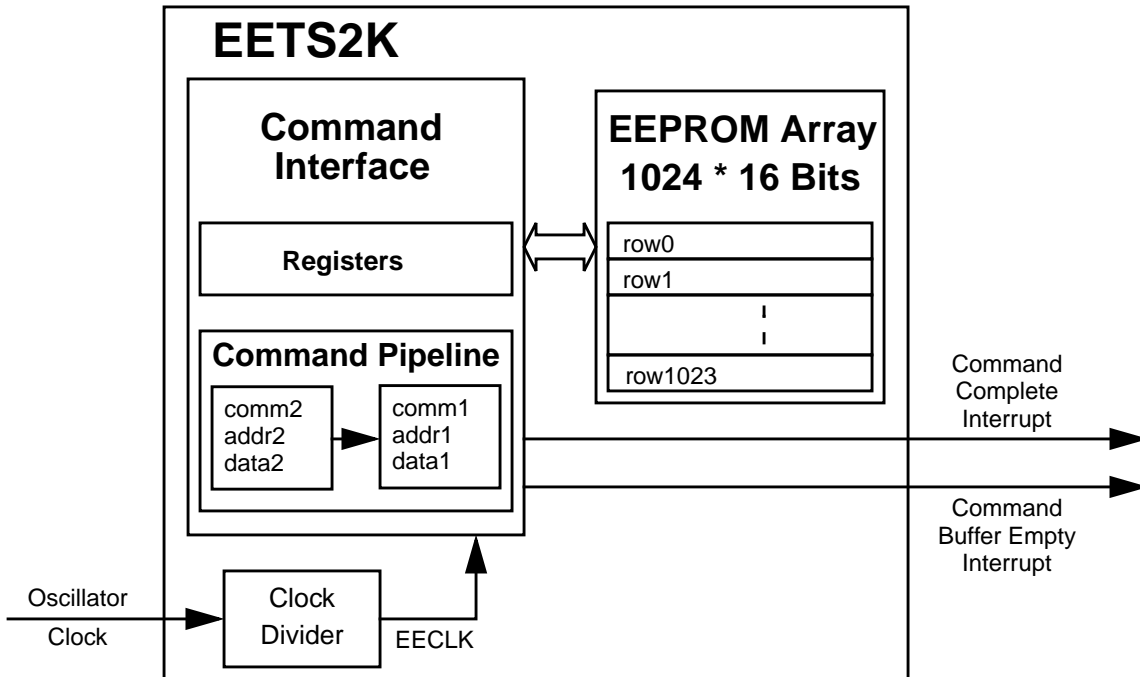 EETS2K
Command
Interface
Registers
Command Pipeline
comm2
addr2
data2
comm1
addr1
data1
EEPROM Array
1024 * 16 Bits
row0
row1
row1023
Command
Complete
Interrupt
Command
Buffer Empty
Interrupt
Oscillator
Clock
Clock
Divider
EECLK